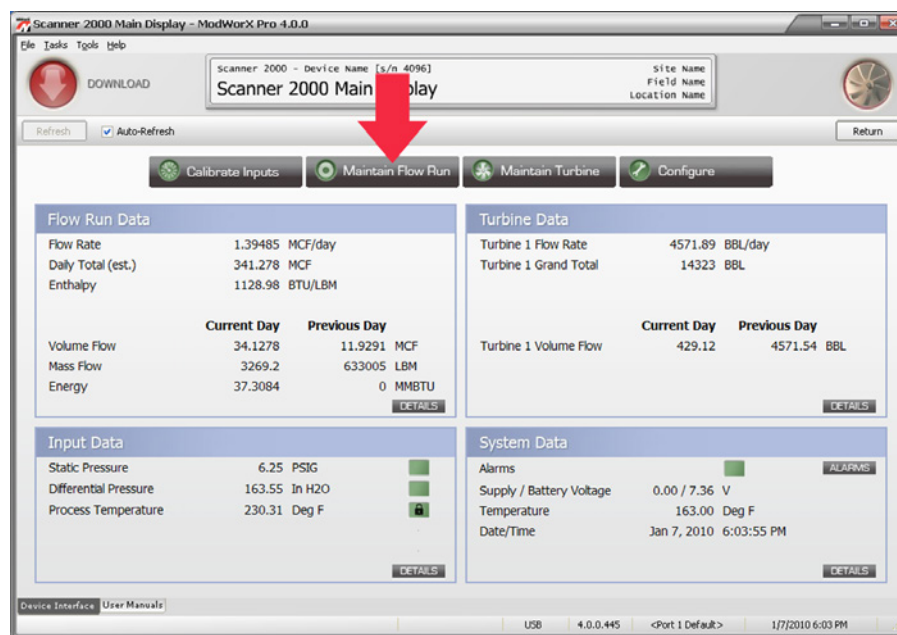 Scanner 2000 Main Display - ModWorX Pro 4.0.0
File Tasks Tools Help
DOWNLOAD
Scanner 2000 - Device Name [s/n 4096]
Scanner 2000 Main play
Site Name
Field Name
Location Name
Refresh Auto-Refresh Return
Calibrate Inputs Maintain Flow Run Maintain Turbine Configure
Flow Run Data
Flow Rate 1.39485 MCF/day
Daily Total (est.) 341.278 MCF
Enthalpy 1128.98 BTU/LBM
Current Day Previous Day
Volume Flow 34.1278 11.9291 MCF
Mass Flow 3269.2 633005 LBM
Energy 37.3084 0 MMBTU
DETAILS
Turbine Data
Turbine 1 Flow Rate 4571.89 BBL/day
Turbine 1 Grand Total 14323 BBL
Current Day Previous Day
Turbine 1 Volume Flow 429.12 4571.54 BBL
DETAILS
Input Data
Static Pressure 6.25 PSIG
Differential Pressure 163.55 In H2O
Process Temperature 230.31 Deg F
DETAILS
System Data
Alarms ALARMS
Supply / Battery Voltage 0.00 / 7.36 V
Temperature 163.00 Deg F
Date/Time Jan 7, 2010 6:03:55 PM
DETAILS
Device Interface User Manuals
USB 4.0.0.445 <Port 1 Default> 1/7/2010 6:03 PM